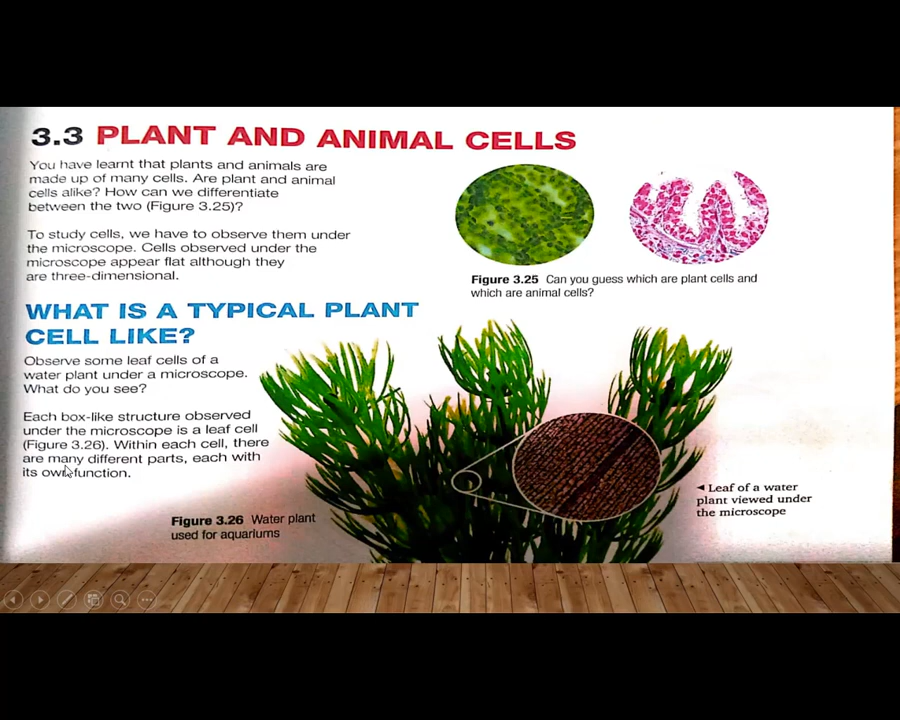 3.3 PLANT AND ANIMAL CELLS
You have learnt that plants and animals are
made up of many cells. Are plant and animal
cells alike? How can we differentiate
between the two (Figure 3.25)?
To study cells, we have to observe them under
the microscope. Cells observed under the
microscope appear flat although they
are three-dimensional.
Figure 3.25 Can you guess which are plant cells and
which are animal cells?
WHAT IS A TYPICAL PLANT
CELL LIKE?
Observe some leaf cells of a
water plant under a microscope.
What do you see?
Each box-like structure observed
under the microscope is a leaf cell
(Figure 3.26). Within each cell, there
are many different parts, each with
its own function.
Figure 3.26 Water plant
used for aquariums
◄ Leaf of a water
plant viewed under
the microscope